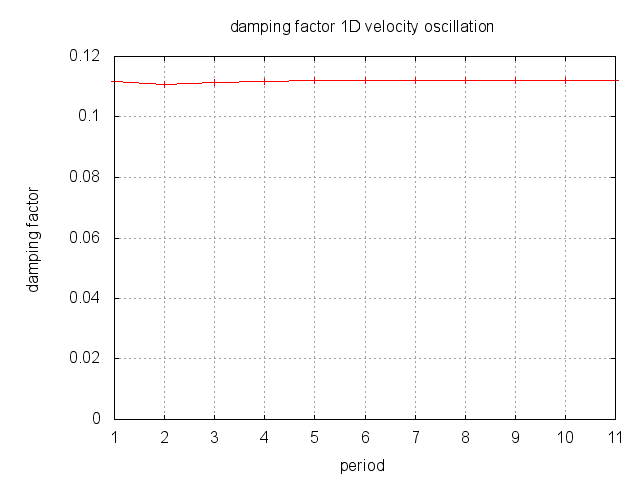 damping factor 1D velocity oscillation
0.12
0.1
0.08
0.06
0.04
0.02
0
damping factor
1 2 3 4 5 6 7 8 9 10 11
period